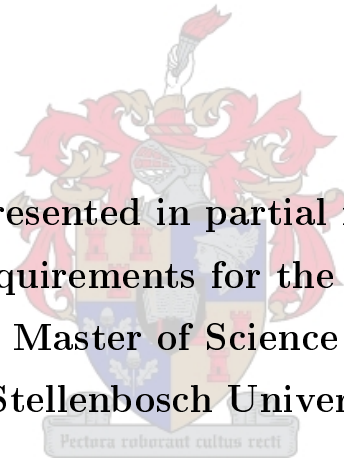 resented in partial
quirements for the
Master of Science
Stellenbosch Univer
Pectora roborant cultus recti